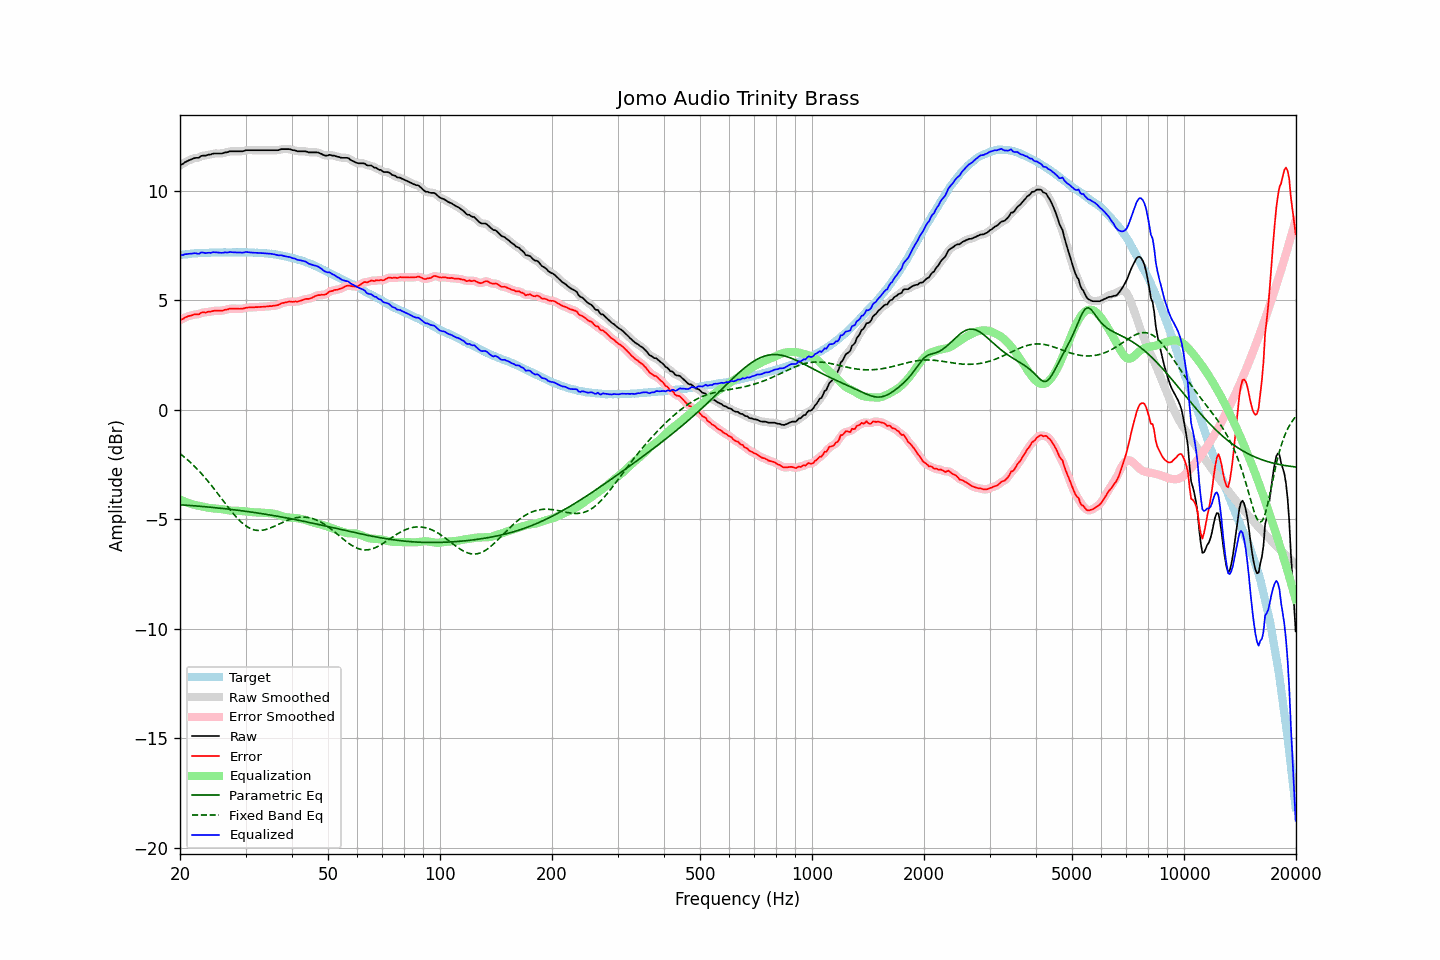 Jomo Audio Trinity Brass
Amplitude (dBr)
10
5
0
−5
−10
−15
−20
Target
Raw Smoothed
Error Smoothed
Raw
Error
Equalization
Parametric Eq
Fixed Band Eq
Equalized
20 50 100 200 500 1000 2000 5000 10000 20000
Frequency (Hz)